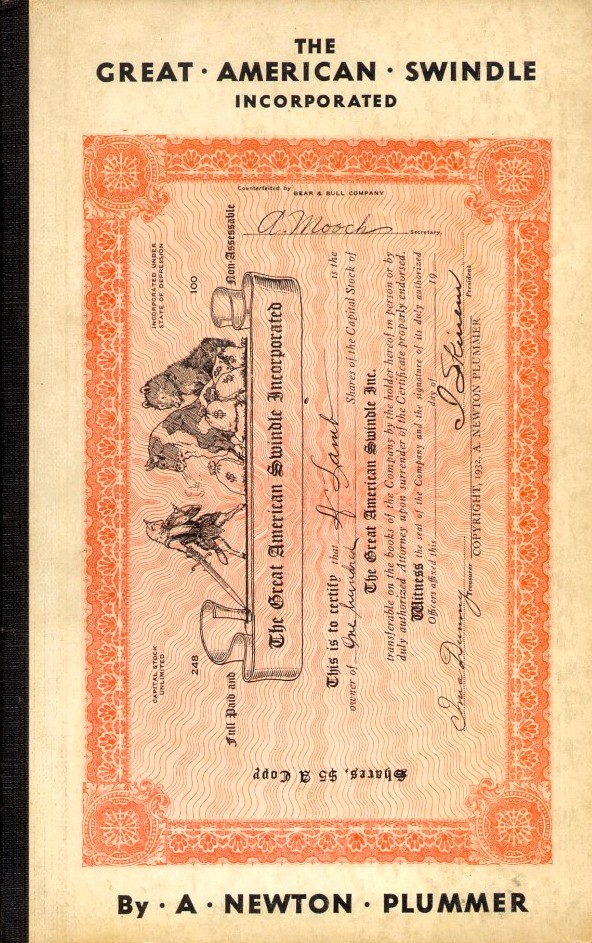 THE
GREAT · AMERICAN · SWINDLE
INCORPORATED
Counterfeited by BEAR & BULL COMPANY
CAPITAL STOCK
UNLIMITED
INCORPORATED UNDER
STATE OF DEPRESSION
248
100
Full Paid and
Non-Assessable
The Great American Swindle Incorporated
This is to certify that A. Lamb is the
owner of One hundred Shares of the Capital Stock of
The Great American Swindle Inc.
transferable on the books of the Company by the holder hereof in person or by
duly authorized Attorney upon surrender of the Certificate properly endorsed.
Witness the seal of the Company and the signature of its duly authorized
Officers affixed this day of 19
A. Mooch Secretary.
Ima Dummy Treasurer
I Skinem President
COPYRIGHT, 1932, A NEWTON PLUMMER
Shares, $5 A Copy
By · A · NEWTON · PLUMMER